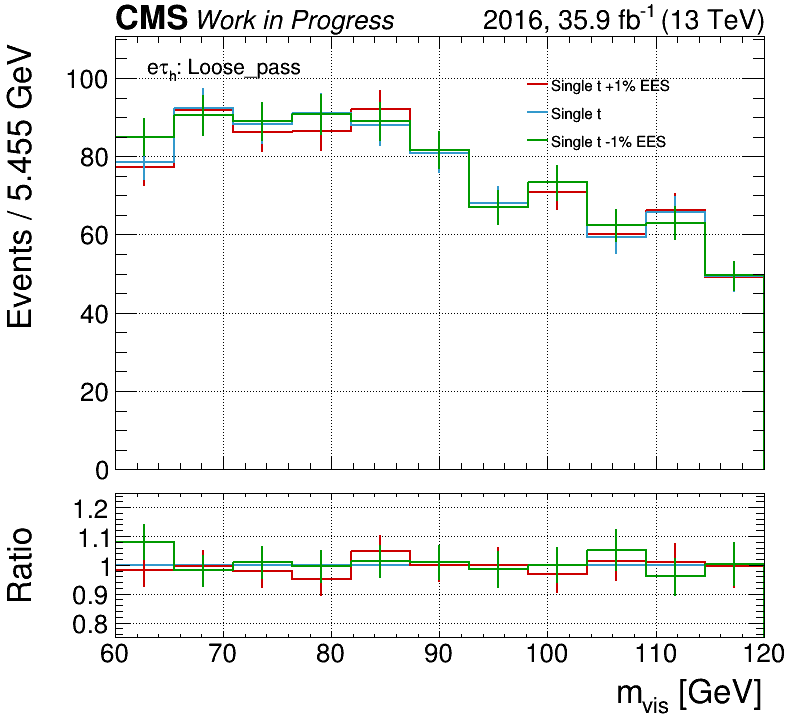 CMS Work in Progress 2016, 35.9 fb⁻¹ (13 TeV)
eτₕ: Loose_pass
Single t +1% EES
Single t
Single t -1% EES
Events / 5.455 GeV
100
80
60
40
20
0
Ratio
1.2
1.1
1
0.9
0.8
60 70 80 90 100 110 120
m_vis [GeV]